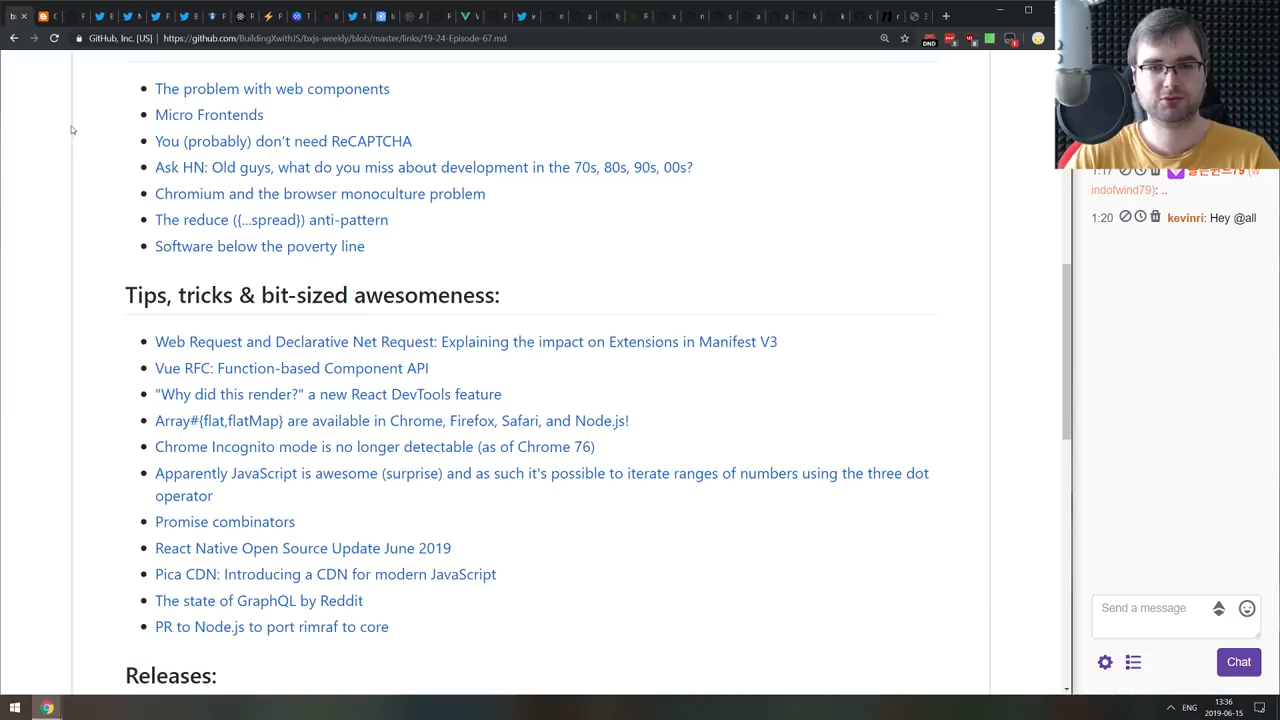 GitHub, Inc. [US]
https://github.com/BuildingXwithJS/bxjs-weekly/blob/master/links/19-24-Episode-67.md
DND
The problem with web components
Micro Frontends
You (probably) don't need ReCAPTCHA
Ask HN: Old guys, what do you miss about development in the 70s, 80s, 90s, 00s?
Chromium and the browser monoculture problem
The reduce ({...spread}) anti-pattern
Software below the poverty line
Tips, tricks & bit-sized awesomeness:
Web Request and Declarative Net Request: Explaining the impact on Extensions in Manifest V3
Vue RFC: Function-based Component API
"Why did this render?" a new React DevTools feature
Array#{flat,flatMap} are available in Chrome, Firefox, Safari, and Node.js!
Chrome Incognito mode is no longer detectable (as of Chrome 76)
Apparently JavaScript is awesome (surprise) and as such it's possible to iterate ranges of numbers using the three dot
operator
Promise combinators
React Native Open Source Update June 2019
Pica CDN: Introducing a CDN for modern JavaScript
The state of GraphQL by Reddit
PR to Node.js to port rimraf to core
Releases:
1:17
indofwind79): ..
1:20 kevinri: Hey @all
Send a message
Chat
ENG
13:36
2019-06-15